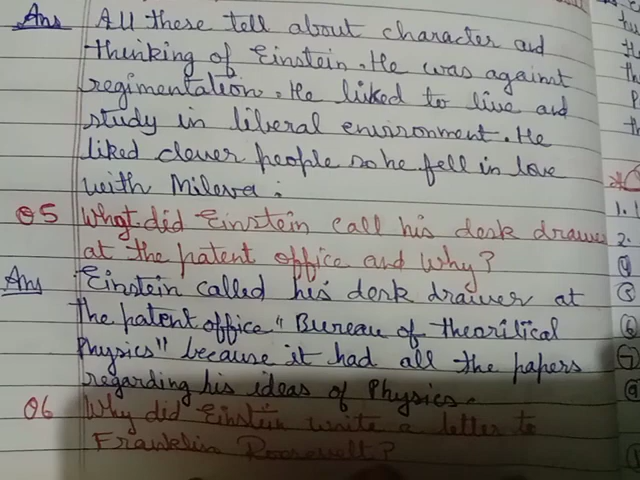 Ans All these tell about character and
thinking of Einstein. He was against
regimentation. He liked to live and
study in liberal environment. He
liked clever people so he fell in love
with Mileva.
Q5 What did Einstein call his desk drawer
at the patent office and Why?
Ans Einstein called his desk drawer at
the patent office "Bureau of theoritical
Physics" because it had all the papers
regarding his ideas of Physics.
Q6 Why did Einstein write a letter to
Franklin Roosevelt?